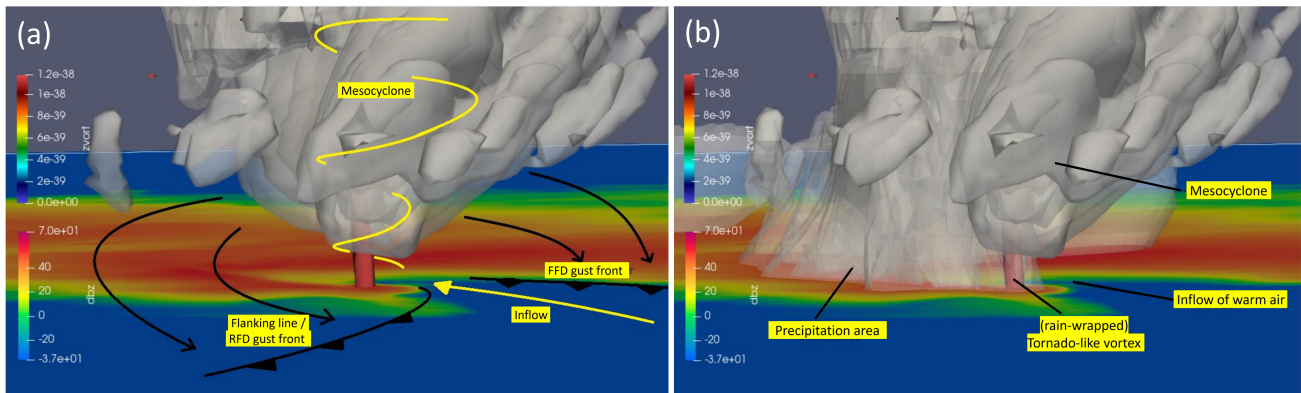 (a)
1.2e-38
1e-38
8e-39
6e-39
4e-39
2e-39
0.0e+00
zvort
7.0e+01
40
20
0
-20
-3.7e+01
dbz
Mesocyclone
FFD gust front
Inflow
Flanking line /
RFD gust front
(b)
1.2e-38
1e-38
8e-39
6e-39
4e-39
2e-39
0.0e+00
zvort
7.0e+01
40
20
0
-20
-3.7e+01
dbz
Mesocyclone
Inflow of warm air
Precipitation area
(rain-wrapped)
Tornado-like vortex